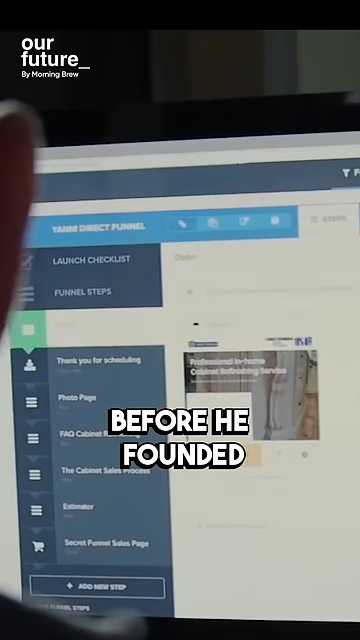 our
future_
By Morning Brew
YANNI DIRECT FUNNEL
STEPS
LAUNCH CHECKLIST
FUNNEL STEPS
Thank you for scheduling
Professional In-home
Cabinet Refinishing Service
Photo Page
BEFORE HE
FOUNDED
FAQ Cabinet
The Cabinet Sales Process
Estimator
Secret Funnel Sales Page
+ ADD NEW STEP
FUNNEL STEPS